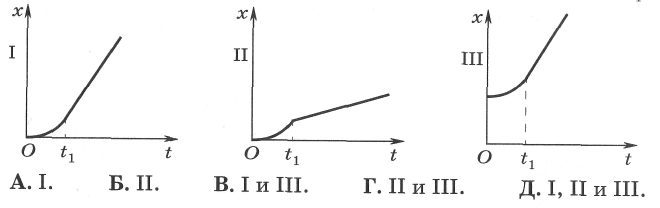 x
I
O t₁ t
x
II
O t₁ t
x
III
O t₁ t
А. I. Б. II. В. I и III. Г. II и III. Д. I, II и III.